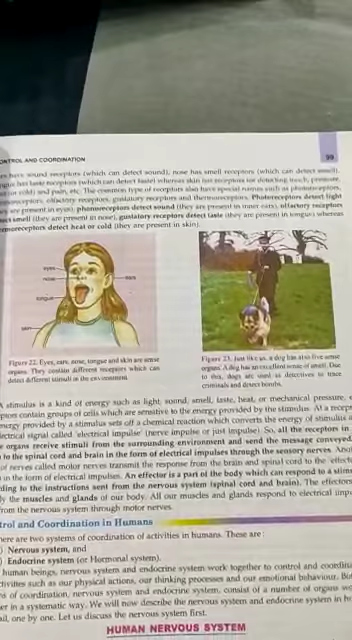 ONTROL AND COORDINATION
99
have sound receptors (which can detect sound), nose has smell receptors (which can detect smell),
has taste receptors (which can detect taste) whereas skin has receptors for detecting touch, pressure,
or cold) and pain, etc. The common type of receptors also have special names such as photoreceptors,
olfactory receptors, gustatory receptors and thermoreceptors. Photoreceptors detect light
are present in eyes), phonoreceptors detect sound (they are present in inner ears), olfactory receptors
smell (they are present in nose), gustatory receptors detect taste (they are present in tongue) whereas
detect heat or cold (they are present in skin).
eyes
nose
ears
tongue
skin
Figure 22. Eyes, ears, nose, tongue and skin are sense
organs. They contain different receptors which can
detect different stimuli in the environment.
Figure 23. Just like us, a dog has also five sense
organs. A dog has an excellent sense of smell. Due
to this, dogs are used as detectives to trace
criminals and detect bombs.
A stimulus is a kind of energy such as light, sound, smell, taste, heat, or mechanical pressure,
contain groups of cells which are sensitive to the energy provided by the stimulus. At a
energy provided by a stimulus sets off a chemical reaction which converts the energy of stimulus
electrical signal called 'electrical impulse' (nerve impulse or just impulse). So, all the receptors in
organs receive stimuli from the surrounding environment and send the message conveyed
to the spinal cord and brain in the form of electrical impulses through the sensory nerves.
of nerves called motor nerves transmit the response from the brain and spinal cord to the
in the form of electrical impulses. An effector is a part of the body which can respond to a
to the instructions sent from the nervous system (spinal cord and brain). The effectors
the muscles and glands of our body. All our muscles and glands respond to electrical
from the nervous system through motor nerves.
trol and Coordination in Humans
here are two systems of coordination of activities in humans. These are :
) Nervous system, and
) Endocrine system (or Hormonal system).
human beings, nervous system and endocrine system work together to control and
such as our physical actions, our thinking processes and our emotional behaviour.
of coordination, nervous system and endocrine system, consist of a number of organs
in a systematic way. We will now describe the nervous system and endocrine system in
ail, one by one. Let us discuss the nervous system first.
HUMAN NERVOUS SYSTEM